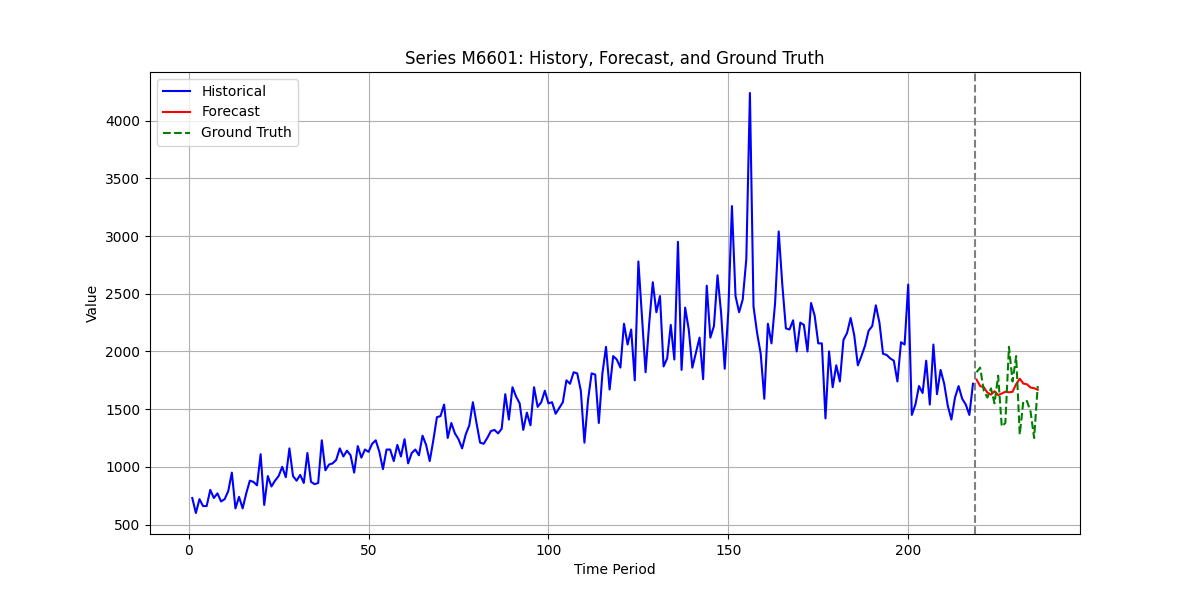 Series M6601: History, Forecast, and Ground Truth
Historical
Forecast
Ground Truth
Value
4000
3500
3000
2500
2000
1500
1000
500
0
50
100
150
200
Time Period